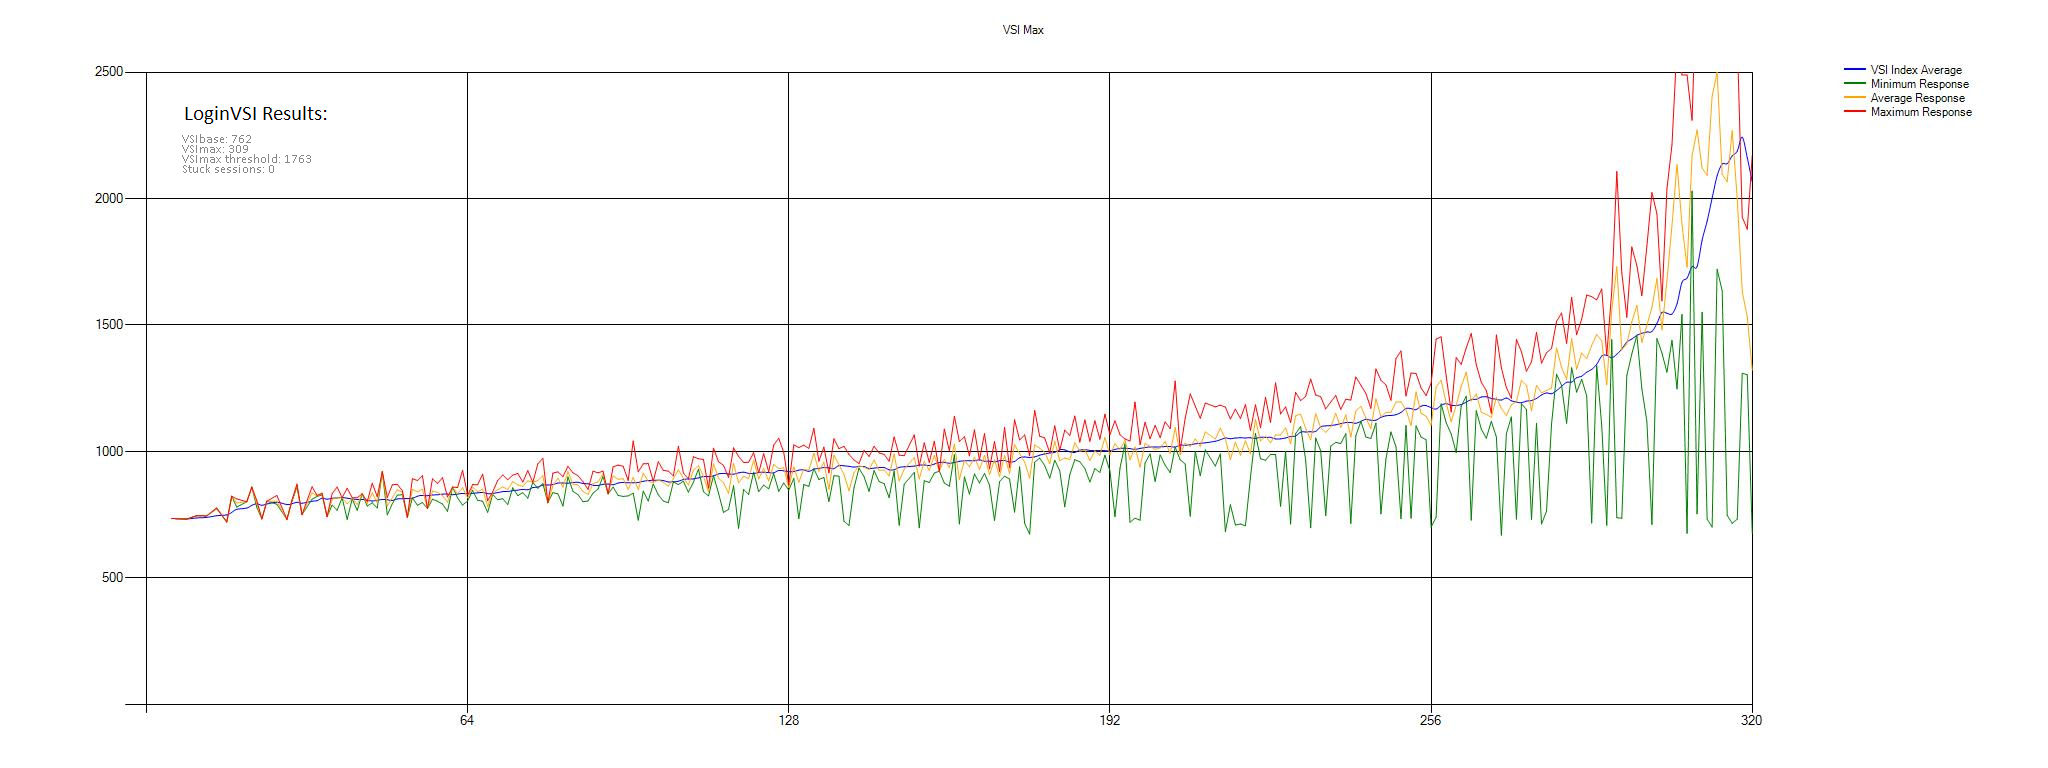 VSI Max
2500
2000
1500
1000
500
LoginVSI Results:
VSIbase: 762
VSImax: 309
VSImax threshold: 1763
Stuck sessions: 0
VSI Index Average
Minimum Response
Average Response
Maximum Response
64
128
192
256
320